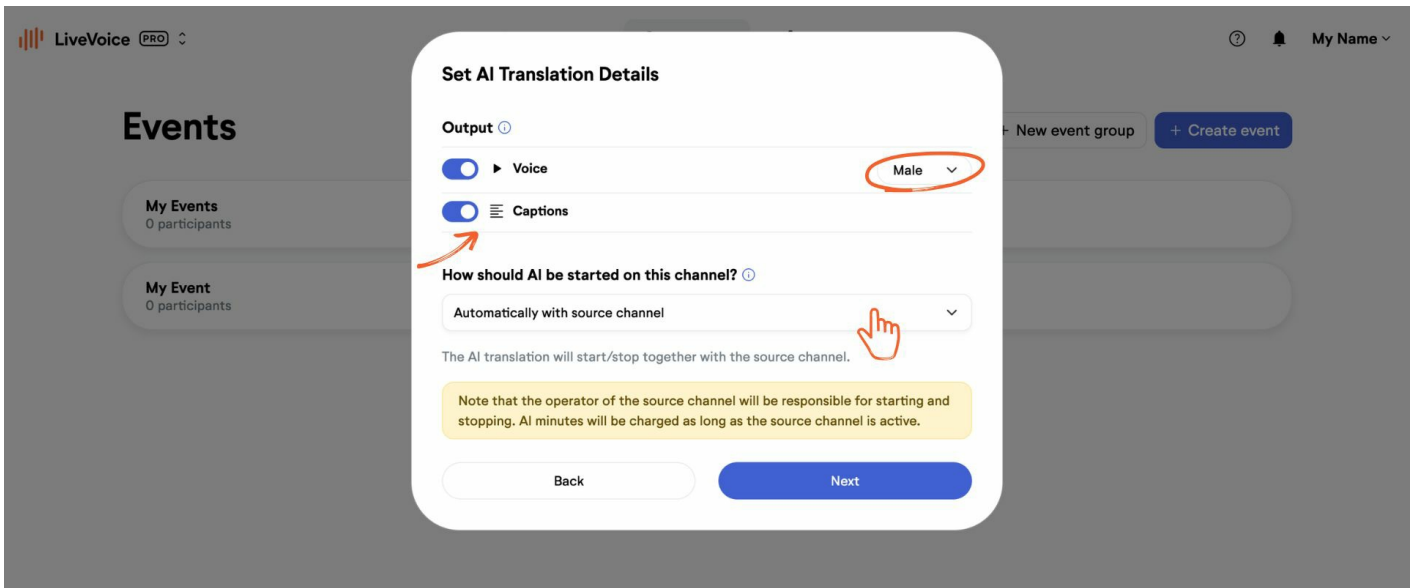 LiveVoice PRO
My Name
Events
New event group
+ Create event
My Events
0 participants
My Event
0 participants
Set AI Translation Details
Output
Voice
Male
Captions
How should AI be started on this channel?
Automatically with source channel
The AI translation will start/stop together with the source channel.
Note that the operator of the source channel will be responsible for starting and
stopping. AI minutes will be charged as long as the source channel is active.
Back
Next